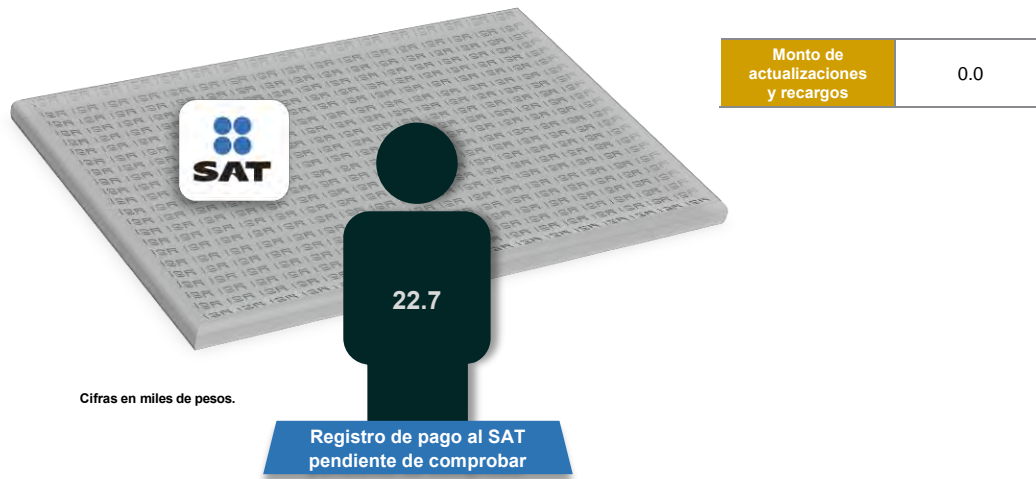 Monto de
actualizaciones
y recargos
0.0
SAT
22.7
Cifras en miles de pesos.
Registro de pago al SAT
pendiente de comprobar